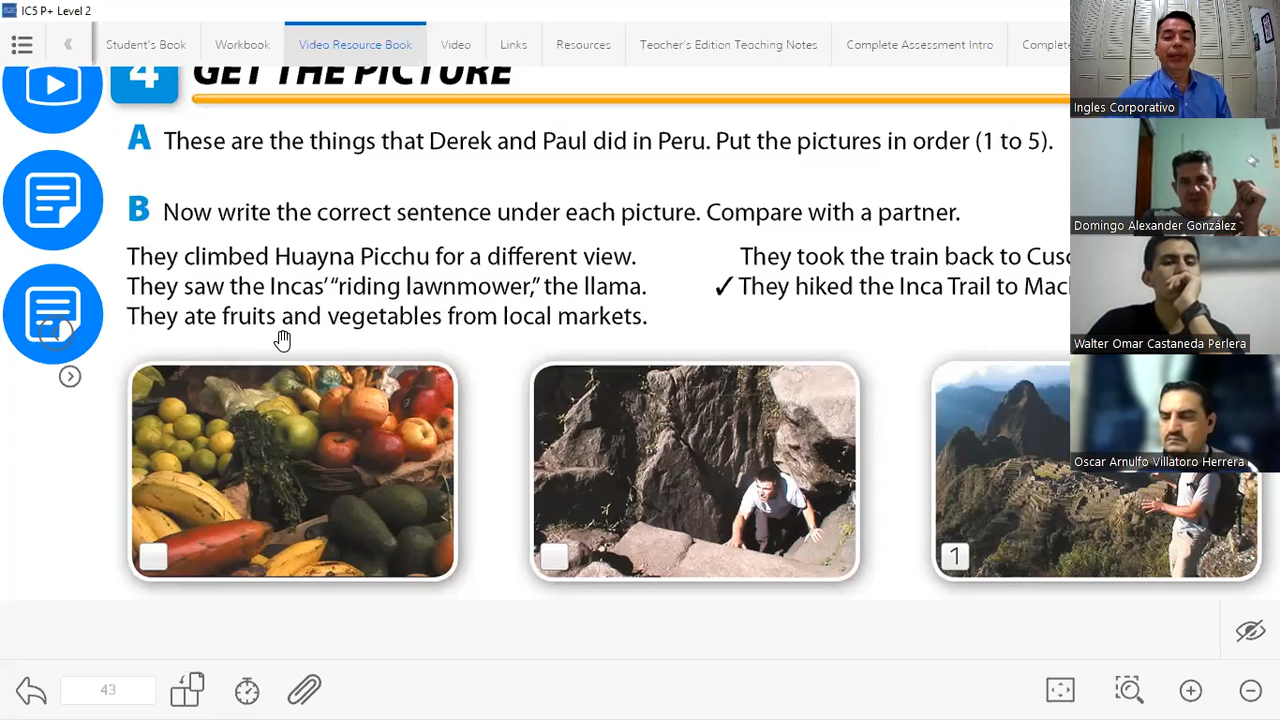 IC5 P+ Level 2
Student's Book Workbook Video Resource Book Video Links Resources Teacher's Edition Teaching No Assessment Intro Complete
4 GET THE PICTURE
A These are the things that Derek and Paul did in Peru. Put the pictures in order (1 to 5).
B Now write the correct sentence under each picture. Compare with a partner.
They climbed Huayna Picchu for a different view.
They saw the Incas' "riding lawnmower," the llama.
They ate fruits and vegetables from local markets.
They took the train back to Cusc
✓ They hiked the Inca Trail to Mac
1
43
Ingles Corporativo
Domingo Alexander González
Walter Omar Castaneda Perlera
Oscar Arnulfo Villatoro Herrera